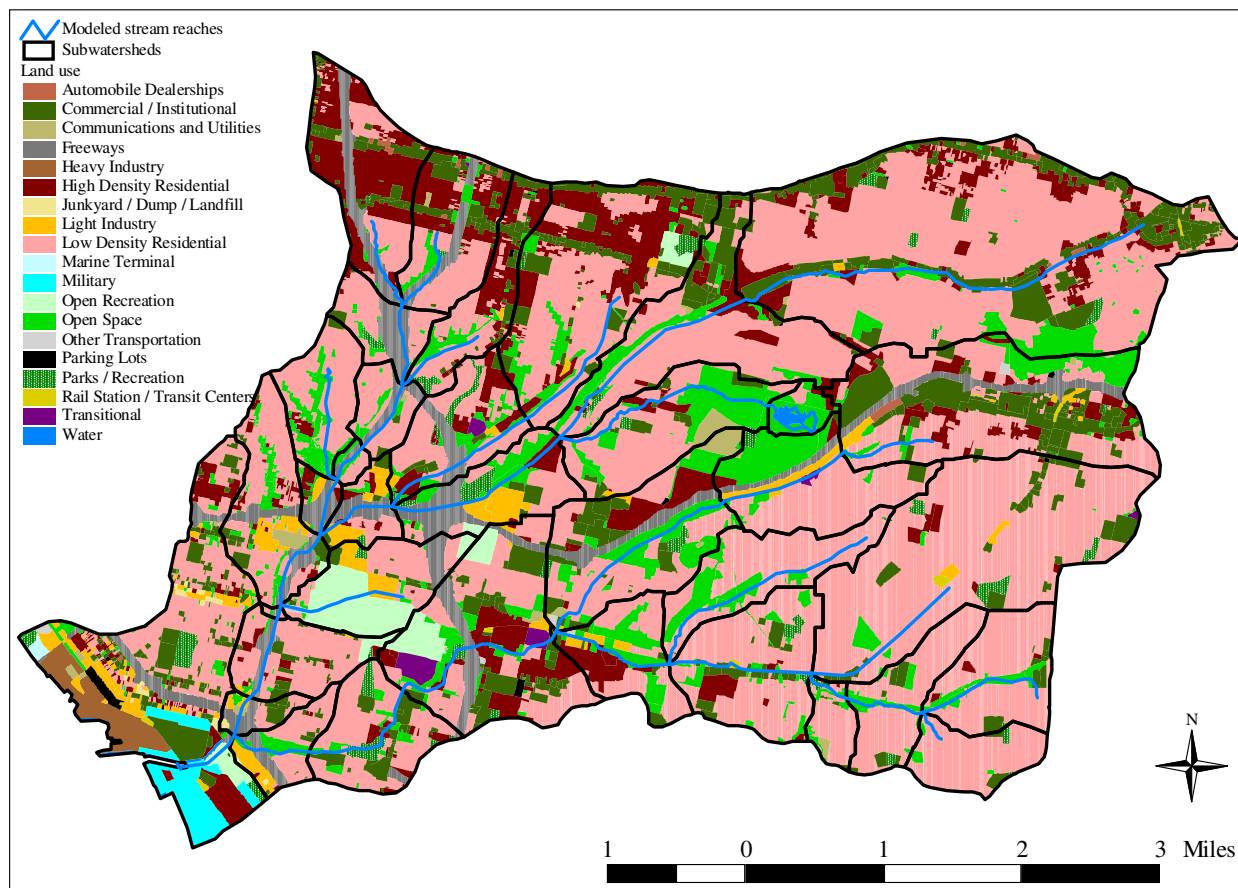 Modeled stream reaches
Subwatersheds
Land use
Automobile Dealerships
Commercial / Institutional
Communications and Utilities
Freeways
Heavy Industry
High Density Residential
Junkyard / Dump / Landfill
Light Industry
Low Density Residential
Marine Terminal
Military
Open Recreation
Open Space
Other Transportation
Parking Lots
Parks / Recreation
Rail Station / Transit Centers
Transitional
Water
N
1 0 1 2 3 Miles